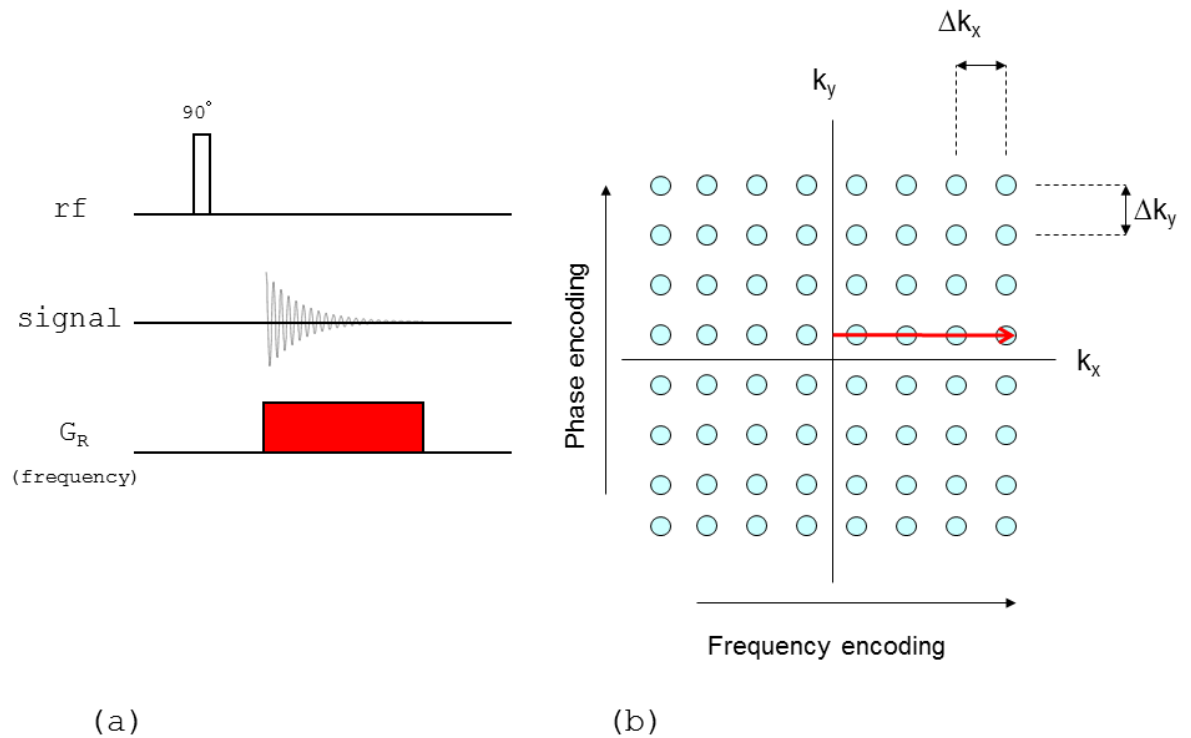 90°
rf
signal
G_R
(frequency)
Δk_x
k_y
Δk_y
Phase encoding
k_x
Frequency encoding
(a)
(b)